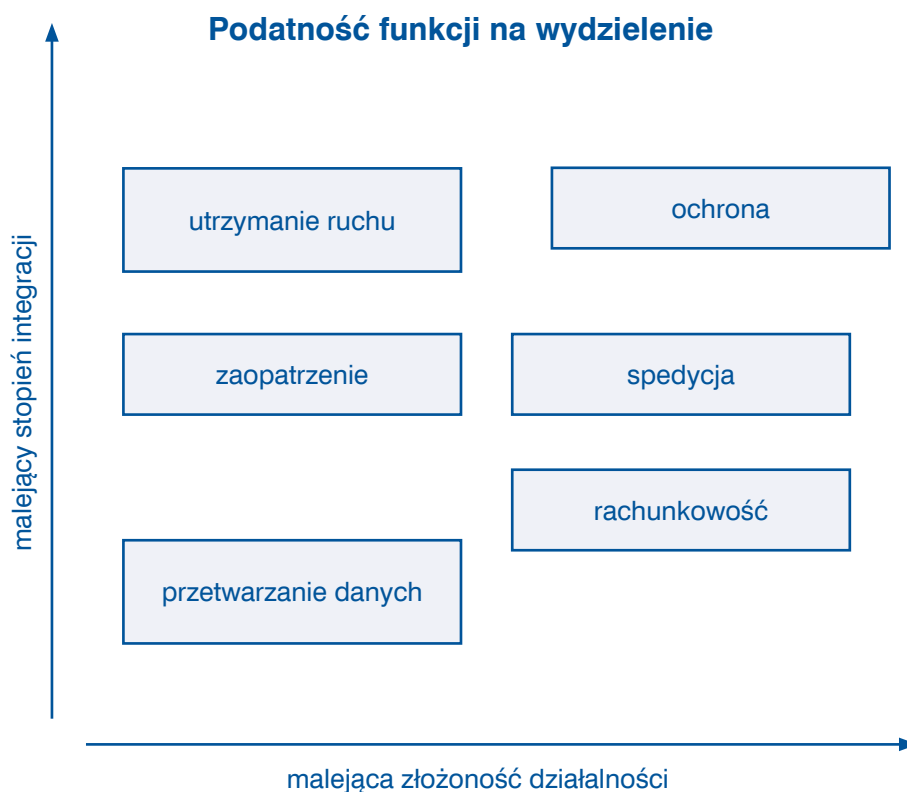 Podatność funkcji na wydzielenie
malejący stopień integracji
utrzymanie ruchu
ochrona
zaopatrzenie
spedycja
rachunkowość
przetwarzanie danych
malejąca złożoność działalności